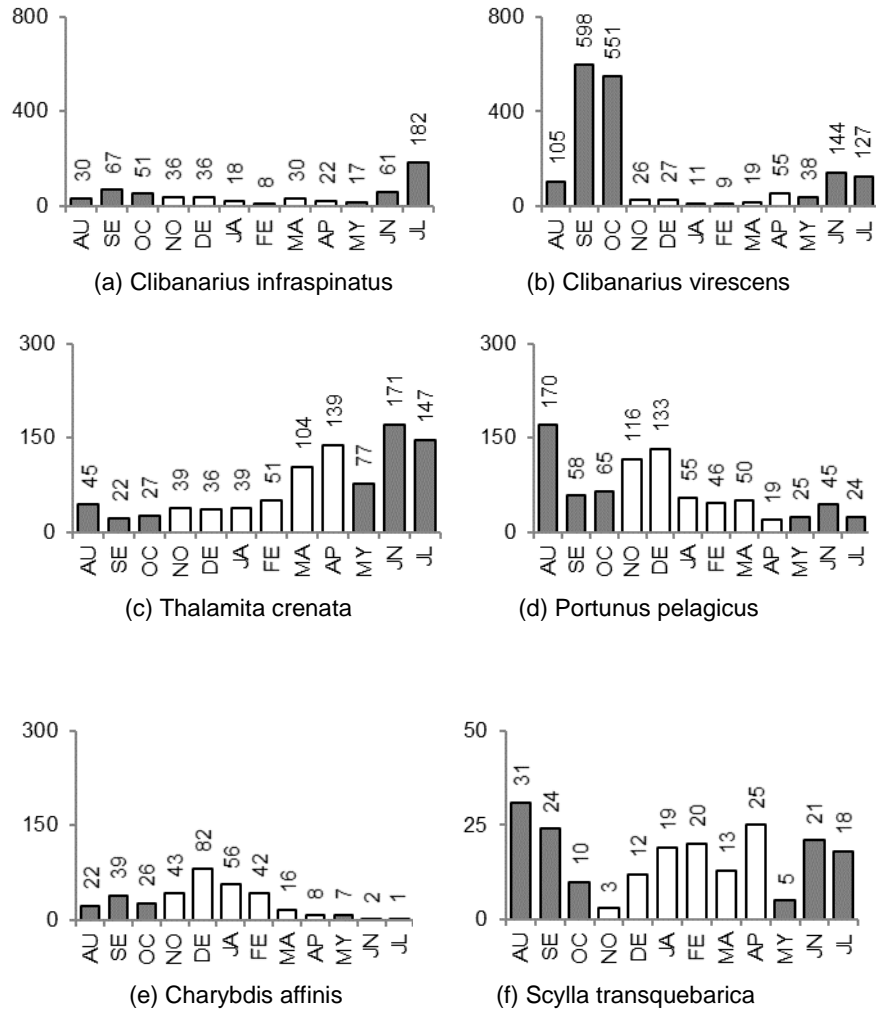 800
400
0
30 67 51 36 36 18 8 30 22 17 61 182
AU SE OC NO DE JA FE MA AP MY JN JL
(a) Clibanarius infraspinatus
800
400
0
105 598 551 26 27 11 9 19 55 38 144 127
AU SE OC NO DE JA FE MA AP MY JN JL
(b) Clibanarius virescens
300
150
0
45 22 27 39 36 39 51 104 139 77 171 147
AU SE OC NO DE JA FE MA AP MY JN JL
(c) Thalamita crenata
300
150
0
170 58 65 116 133 55 46 50 19 25 45 24
AU SE OC NO DE JA FE MA AP MY JN JL
(d) Portunus pelagicus
300
150
0
22 39 26 43 82 56 42 16 8 7 2 1
AU SE OC NO DE JA FE MA AP MY JN JL
(e) Charybdis affinis
50
25
0
31 24 10 3 12 19 20 13 25 5 21 18
AU SE OC NO DE JA FE MA AP MY JN JL
(f) Scylla transquebarica